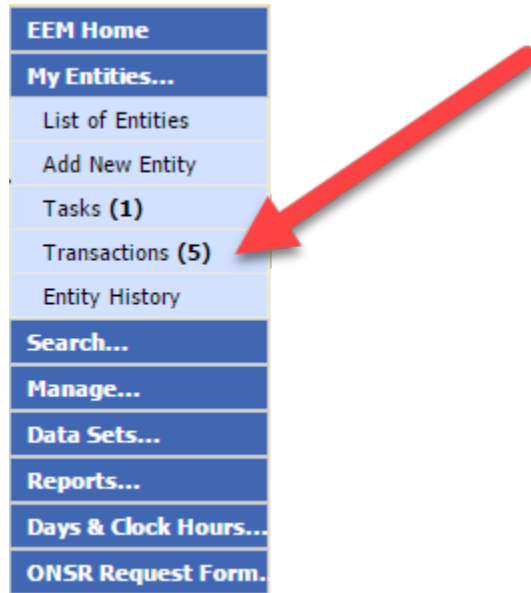 EEM Home
My Entities...
List of Entities
Add New Entity
Tasks (1)
Transactions (5)
Entity History
Search...
Manage...
Data Sets...
Reports...
Days & Clock Hours...
ONSR Request Form.